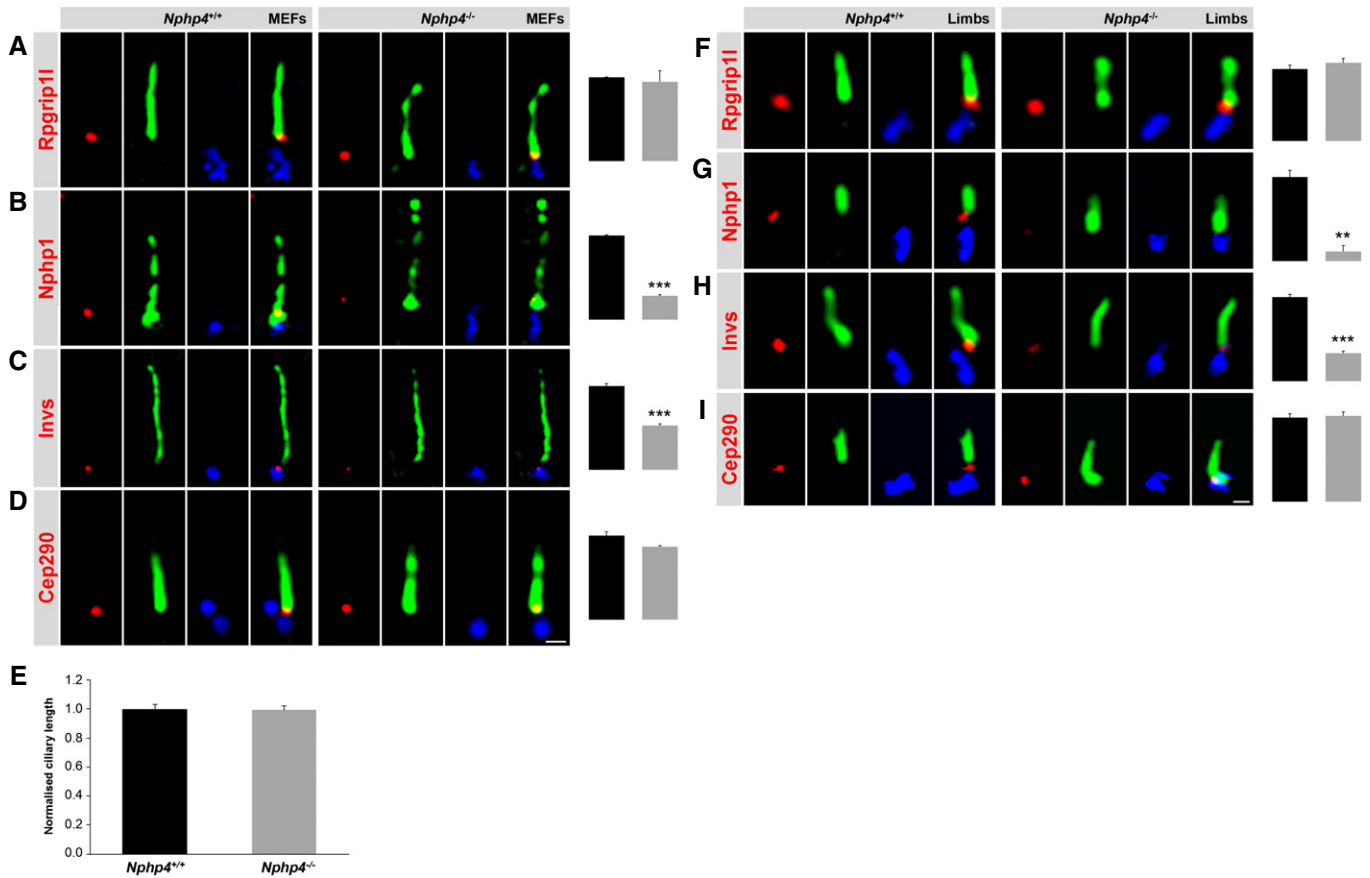 Nphp4+/+ MEFs
Nphp4-/- MEFs
A
Rpgrip1l
B
Nphp1
***
C
Invs
***
D
Cep290
E
Normalised ciliary length
1.2
1.0
0.8
0.6
0.4
0.2
0.0
Nphp4+/+
Nphp4-/-
Nphp4+/+ Limbs
Nphp4-/- Limbs
F
Rpgrip1l
G
Nphp1
**
H
Invs
***
I
Cep290